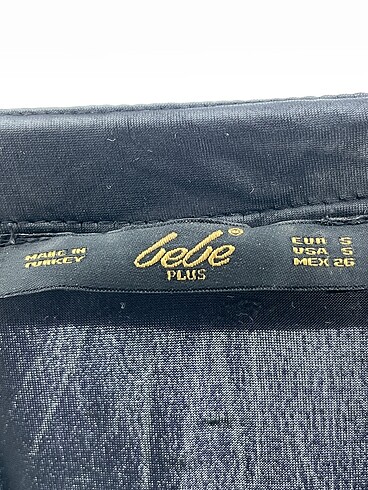 MADE IN
TURKEY
bebe®
PLUS
EUR S
USA S
MEX 26